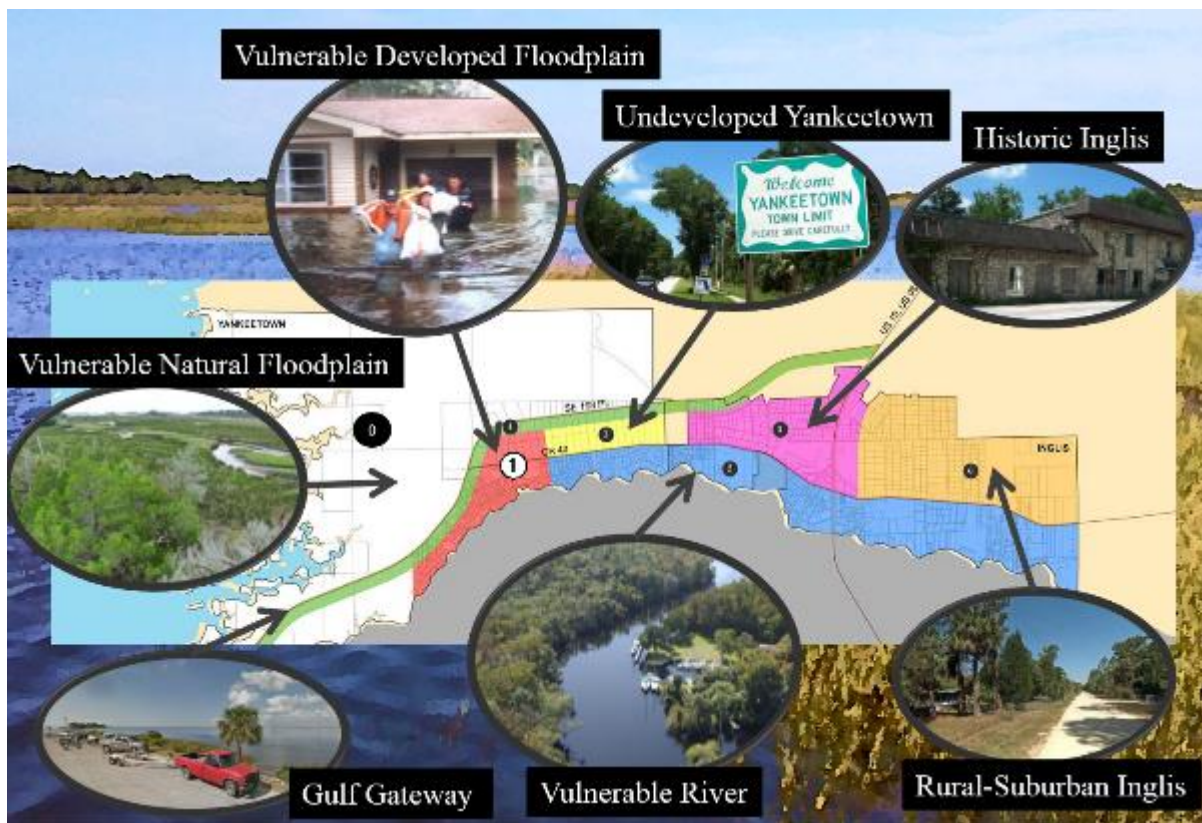 Vulnerable Developed Floodplain
Undeveloped Yankeetown
Historic Inglis
Welcome
YANKEETOWN
TOWN LIMIT
PLEASE DRIVE CAREFULLY
YANKEETOWN
Vulnerable Natural Floodplain
0
1
INGLIS
Gulf Gateway
Vulnerable River
Rural-Suburban Inglis